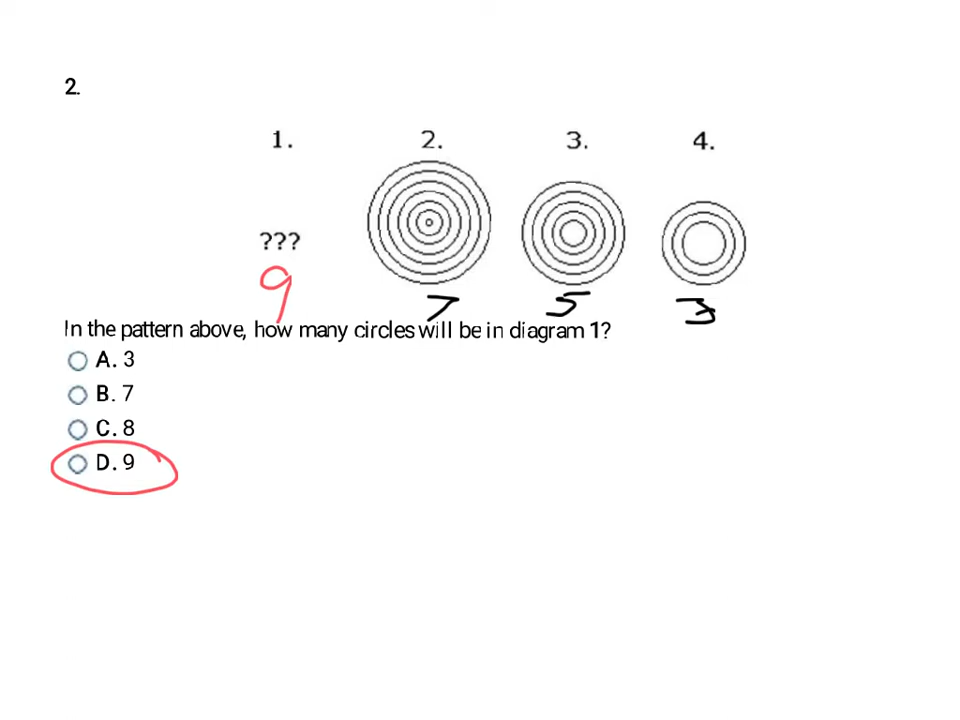 2.
1. 2. 3. 4.
???
9 7 5 3
In the pattern above, how many circles will be in diagram 1?
A. 3
B. 7
C. 8
D. 9